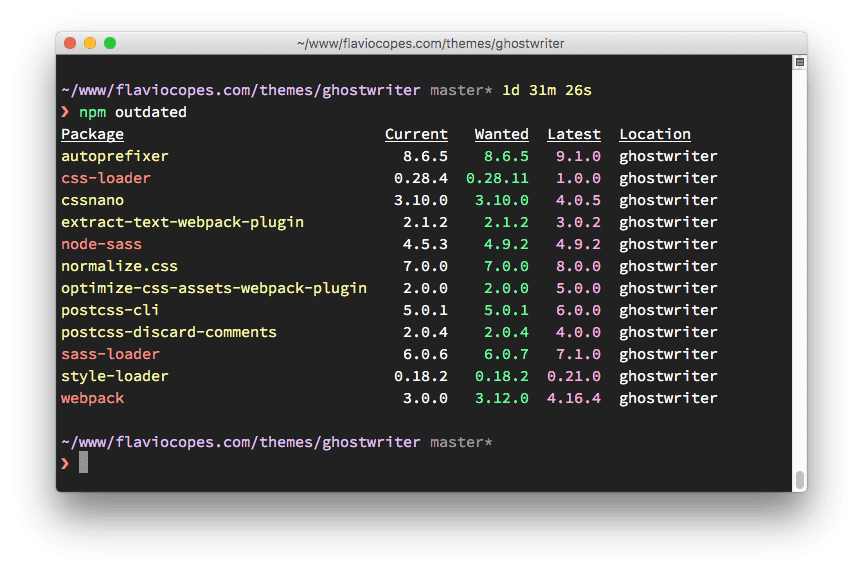 ~/www/flaviocopes.com/themes/ghostwriter
~/www/flaviocopes.com/themes/ghostwriter master* 1d 31m 26s
❯ npm outdated
Package Current Wanted Latest Location
autoprefixer 8.6.5 8.6.5 9.1.0 ghostwriter
css-loader 0.28.4 0.28.11 1.0.0 ghostwriter
cssnano 3.10.0 3.10.0 4.0.5 ghostwriter
extract-text-webpack-plugin 2.1.2 2.1.2 3.0.2 ghostwriter
node-sass 4.5.3 4.9.2 4.9.2 ghostwriter
normalize.css 7.0.0 7.0.0 8.0.0 ghostwriter
optimize-css-assets-webpack-plugin 2.0.0 2.0.0 5.0.0 ghostwriter
postcss-cli 5.0.1 5.0.1 6.0.0 ghostwriter
postcss-discard-comments 2.0.4 2.0.4 4.0.0 ghostwriter
sass-loader 6.0.6 6.0.7 7.1.0 ghostwriter
style-loader 0.18.2 0.18.2 0.21.0 ghostwriter
webpack 3.0.0 3.12.0 4.16.4 ghostwriter
~/www/flaviocopes.com/themes/ghostwriter master*
❯